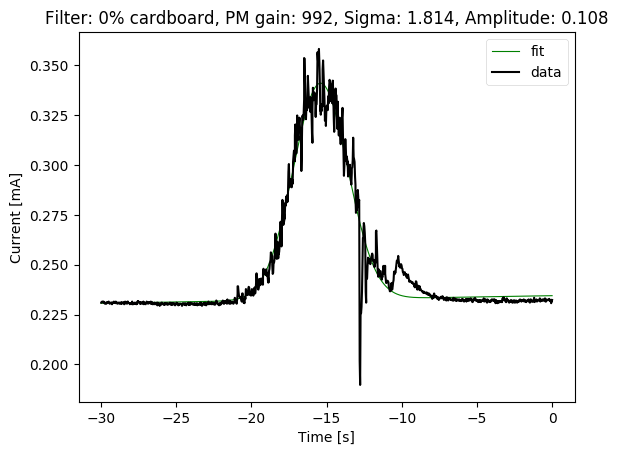 Filter: 0% cardboard, PM gain: 992, Sigma: 1.814, Amplitude: 0.108
fit
data
0.350
0.325
0.300
0.275
0.250
0.225
0.200
Current [mA]
−30
−25
−20
−15
−10
−5
0
Time [s]